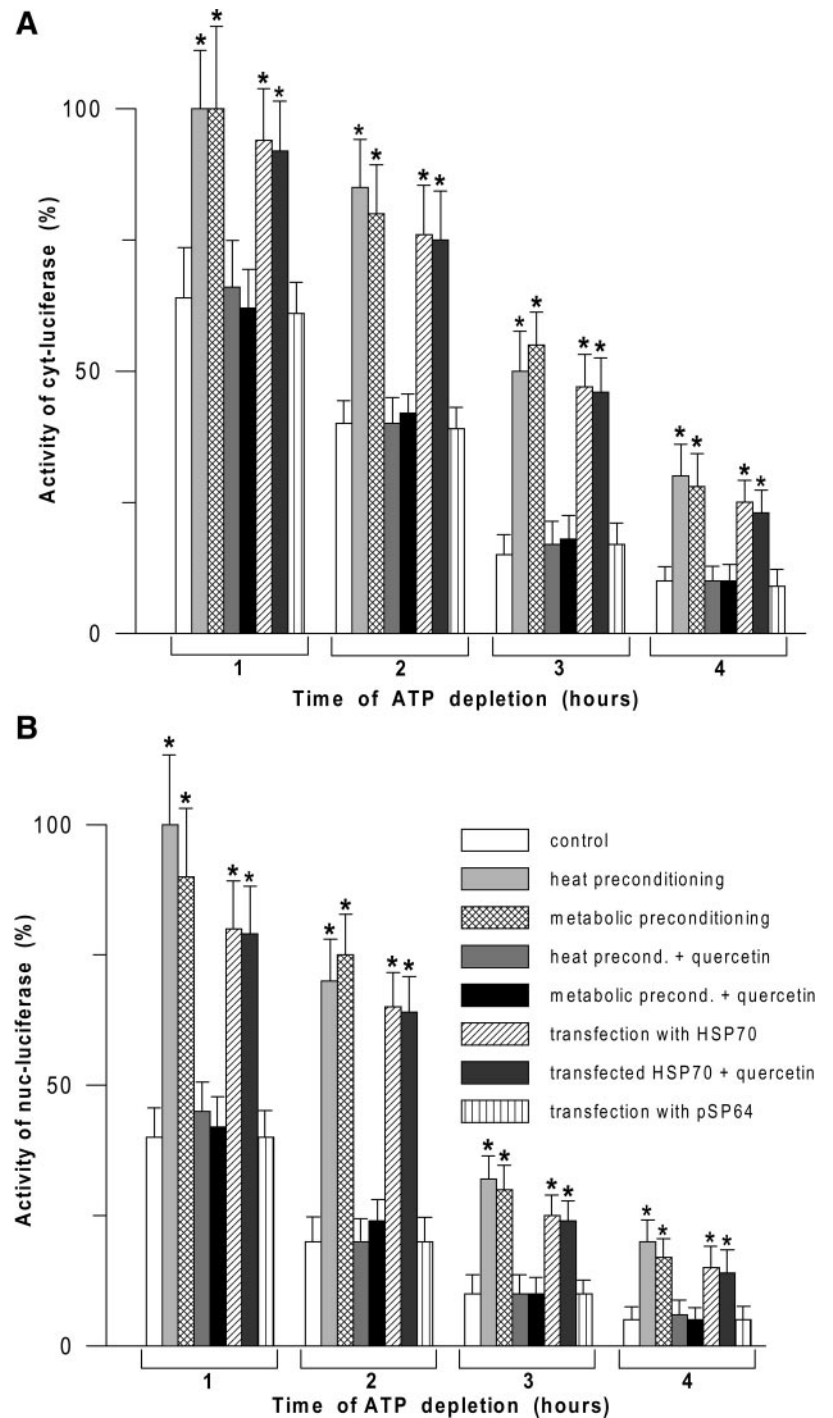 A
* * * *
* * * *
* * * *
* * * *
100
50
0
Activity of cyt-luciferase (%)
1 2 3 4
Time of ATP depletion (hours)
B
* * * *
* * * *
* * * *
* * * *
100
50
0
Activity of nuc-luciferase (%)
control
heat preconditioning
metabolic preconditioning
heat precond. + quercetin
metabolic precond. + quercetin
transfection with HSP70
transfected HSP70 + quercetin
transfection with pSP64
1 2 3 4
Time of ATP depletion (hours)